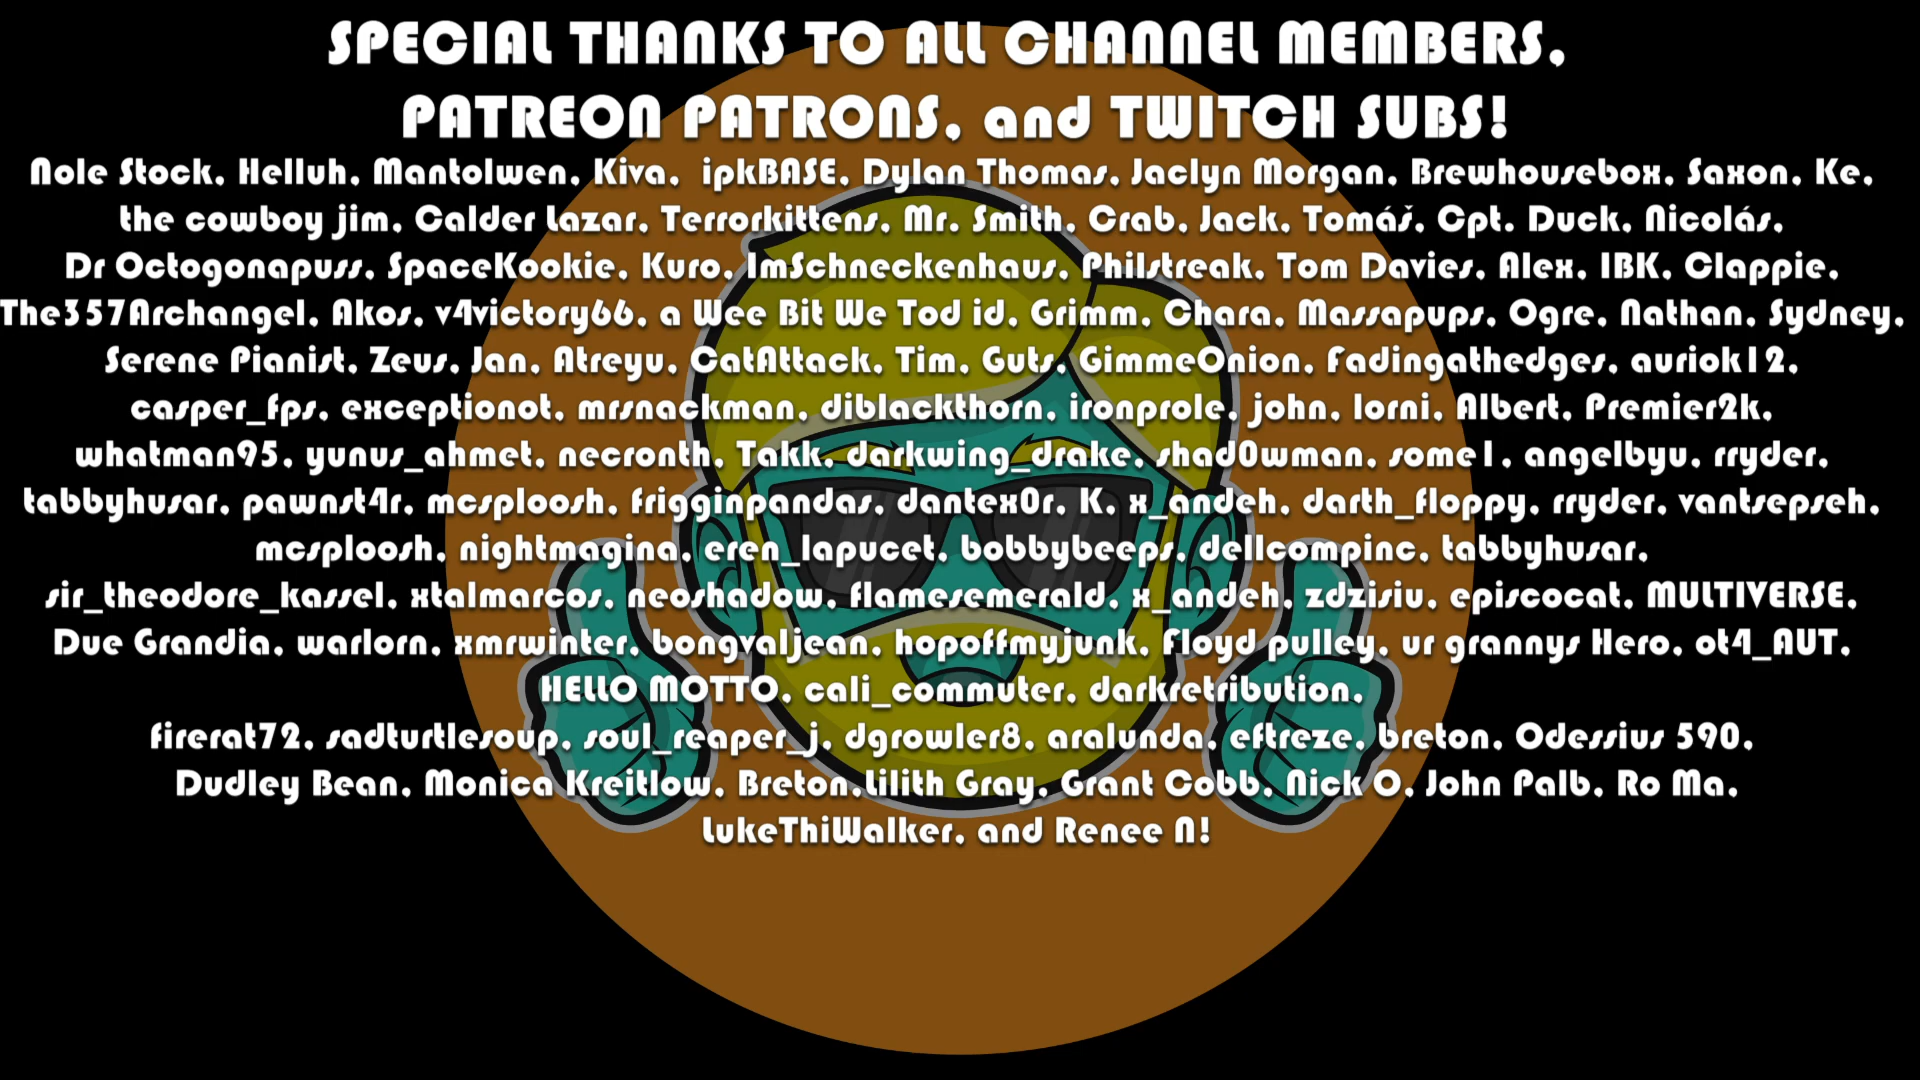 SPECIAL THANKS TO ALL CHANNEL MEMBERS,
PATREON PATRONS, and TWITCH SUBS!
Nole Stock, Helluh, Mantolwen, Kiva,  ipkBASE, Dylan Thomas, Jaclyn Morgan, Brewhousebox, Saxon, Ke,
the cowboy jim, Calder Lazar, Terrorkittens, Mr. Smith, Crab, Jack, Tomáš, Cpt. Duck, Nicolás,
Dr Octogonapuss, SpaceKookie, Kuro, ImSchneckenhaus, Philstreak, Tom Davies, Alex, IBK, Clappie,
The357Archangel, Akos, v4victory66, a Wee Bit We Tod id, Grimm, Chara, Massapups, Ogre, Nathan, Sydney,
Serene Pianist, Zeus, Jan, Atreyu, CatAttack, Tim, Guts, GimmeOnion, Fadingathedges, auriok12,
casper_fps, exceptionot, mrsnackman, diblackthorn, ironprole, john, lorni, Albert, Premier2k,
whatman95, yunus_ahmet, necronth, Takk, darkwing_drake, shad0wman, some1, angelbyu, rryder,
tabbyhusar, pawnst4r, mcsploosh, frigginpandas, dantex0r, K, x_andeh, darth_floppy, rryder, vantsepseh,
mcsploosh, nightmagina, eren_lapucet, bobbybeeps, dellcompinc, tabbyhusar,
sir_theodore_kassel, xtalmarcos, neoshadow, flamesemerald, x_andeh, zdzisiu, episcocat, MULTIVERSE,
Due Grandia, warlorn, xmrwinter, bongvaljean, hopoffmyjunk, Floyd pulley, ur grannys Hero, ot4_AUT,
HELLO MOTTO, cali_commuter, darkretribution,
firerat72, sadturtlesoup, soul_reaper_j, dgrowler8, aralunda, eftreze, breton, Odessius 590,
Dudley Bean, Monica Kreitlow, Breton,Lilith Gray, Grant Cobb, Nick O, John Palb, Ro Ma,
LukeThiWalker, and Renee N!